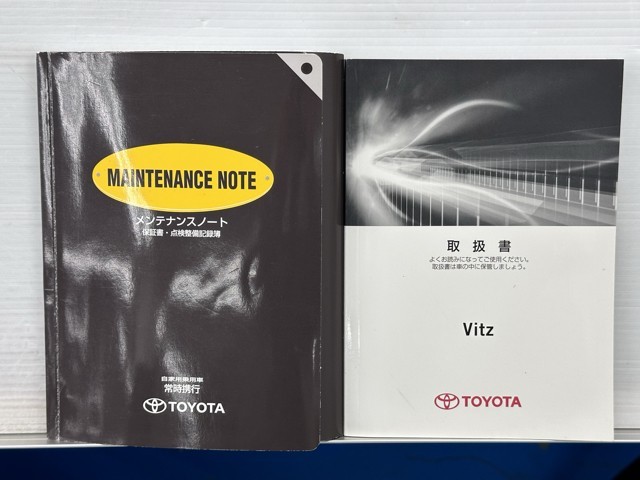 MAINTENANCE NOTE
メンテナンスノート
保証書・点検整備記録簿
自家用乗用車
常時携行
TOYOTA
取扱書
よくお読みになってご使用ください。
取扱書は車の中に保管しましょう。
Vitz
TOYOTA